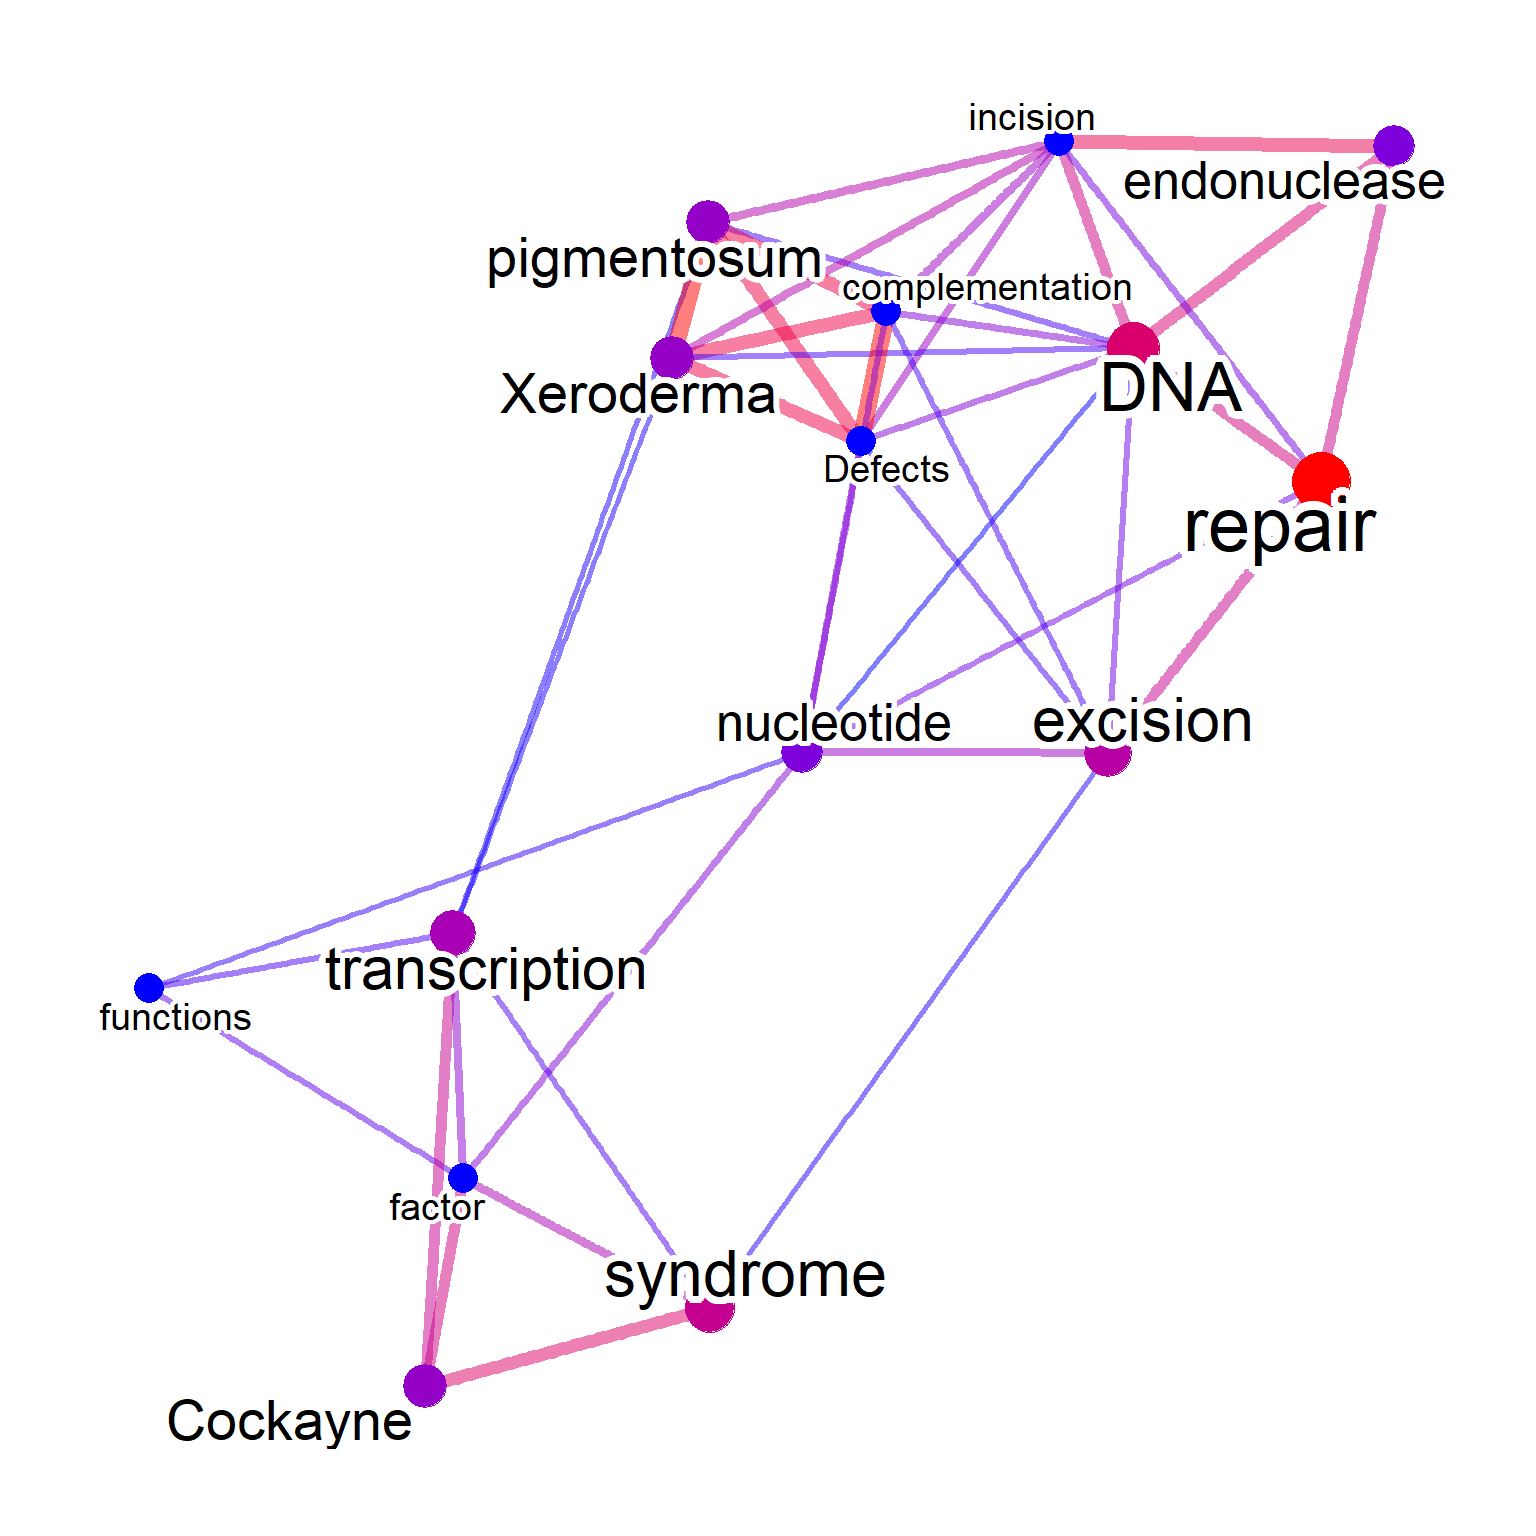 incision
endonuclease
pigmentosum
complementation
Xeroderma
DNA
Defects
repair
nucleotide
excision
transcription
functions
factor
syndrome
Cockayne